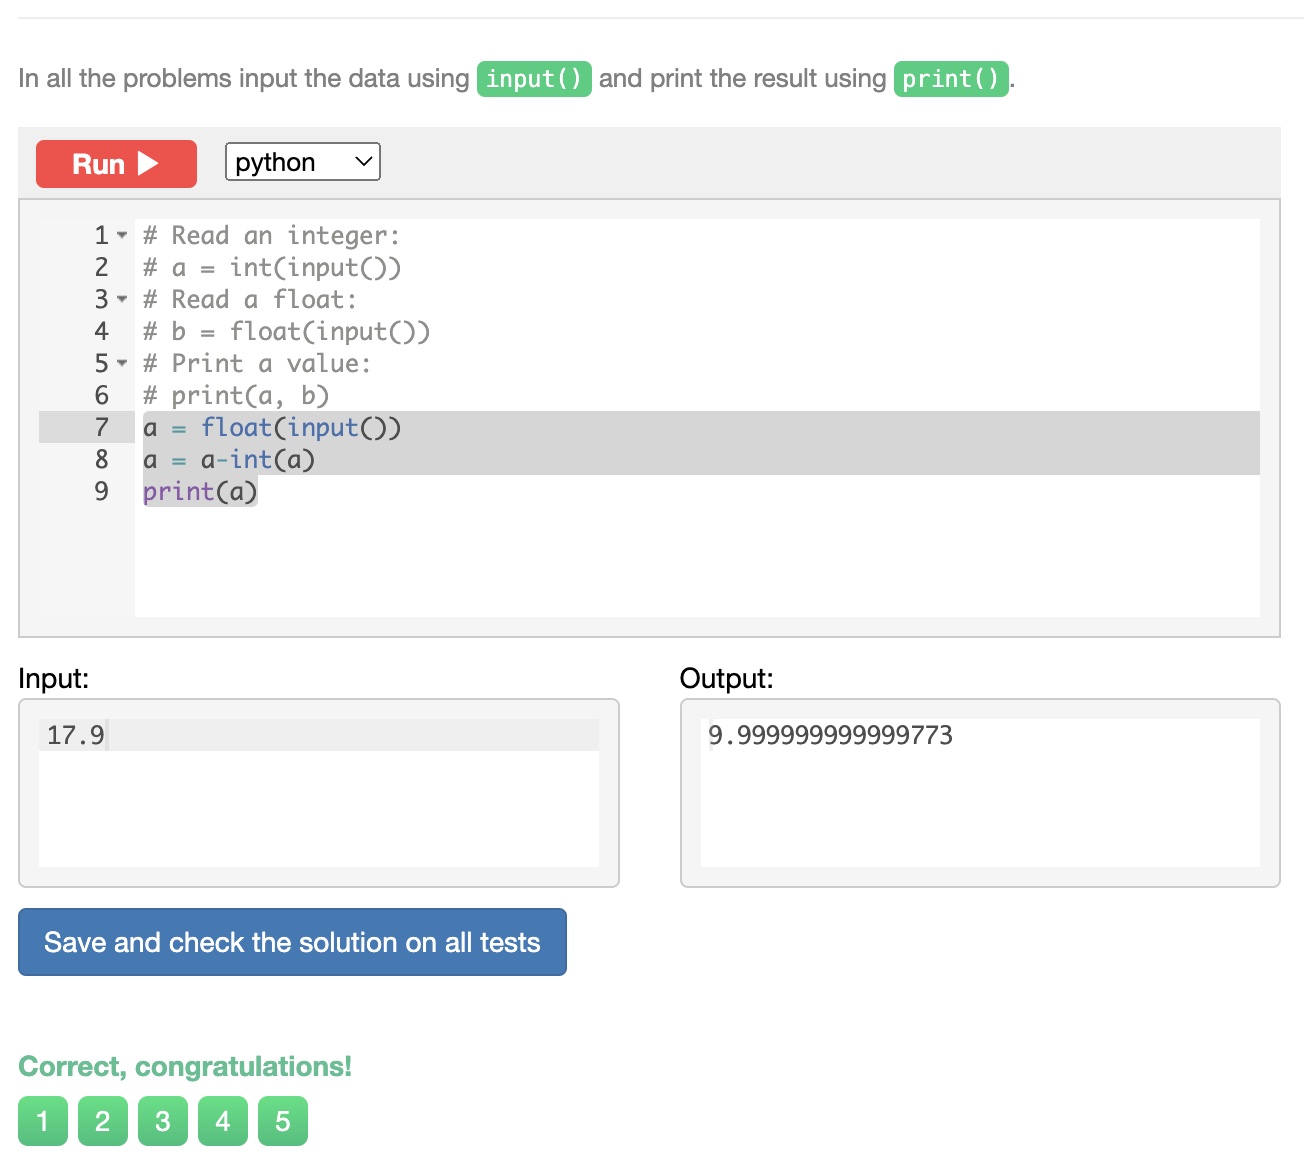 In all the problems input the data using input() and print the result using print().
Run
python
1 # Read an integer:
2 # a = int(input())
3 # Read a float:
4 # b = float(input())
5 # Print a value:
6 # print(a, b)
7 a = float(input())
8 a = a-int(a)
9 print(a)
Input:
Output:
17.9
9.999999999999773
Save and check the solution on all tests
Correct, congratulations!
1 2 3 4 5